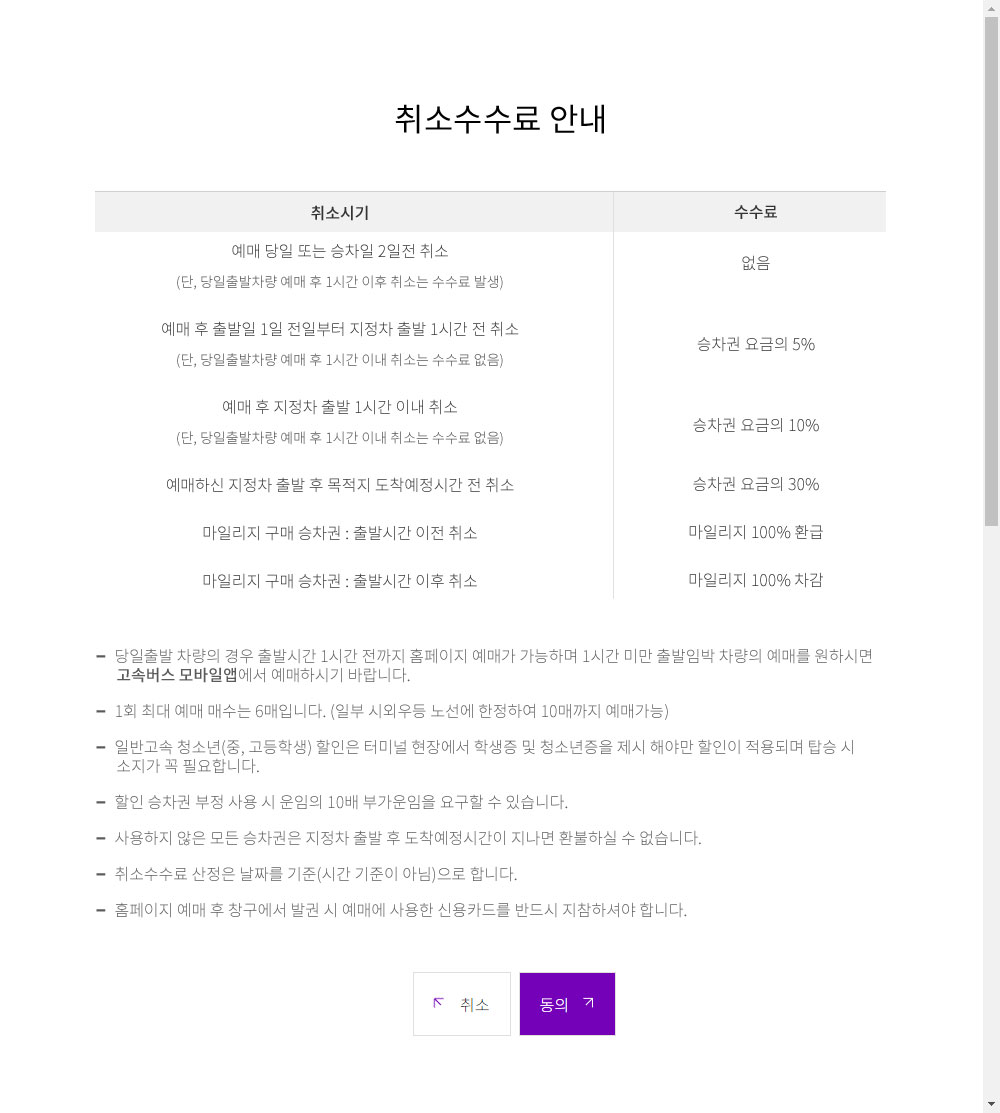 취소수수료 안내
취소시기 수수료
예매 당일 또는 승차일 2일전 취소
(단, 당일출발차량 예매 후 1시간 이후 취소는 수수료 발생)
없음
예매 후 출발일 1일 전일부터 지정차 출발 1시간 전 취소
(단, 당일출발차량 예매 후 1시간 이내 취소는 수수료 없음)
승차권 요금의 5%
예매 후 지정차 출발 1시간 이내 취소
(단, 당일출발차량 예매 후 1시간 이내 취소는 수수료 없음)
승차권 요금의 10%
예매하신 지정차 출발 후 목적지 도착예정시간 전 취소 승차권 요금의 30%
마일리지 구매 승차권 : 출발시간 이전 취소 마일리지 100% 환급
마일리지 구매 승차권 : 출발시간 이후 취소 마일리지 100% 차감
당일출발 차량의 경우 출발시간 1시간 전까지 홈페이지 예매가 가능하며 1시간 미만 출발임박 차량의 예매를 원하시면
고속버스 모바일앱에서 예매하시기 바랍니다.
1회 최대 예매 매수는 6매입니다. (일부 시외우등 노선에 한정하여 10매까지 예매가능)
일반고속 청소년(중, 고등학생) 할인은 터미널 현장에서 학생증 및 청소년증을 제시 해야만 할인이 적용되며 탑승 시
소지가 꼭 필요합니다.
할인 승차권 부정 사용 시 운임의 10배 부가운임을 요구할 수 있습니다.
사용하지 않은 모든 승차권은 지정차 출발 후 도착예정시간이 지나면 환불하실 수 없습니다.
취소수수료 산정은 날짜를 기준(시간 기준이 아님)으로 합니다.
홈페이지 예매 후 창구에서 발권 시 예매에 사용한 신용카드를 반드시 지참하셔야 합니다.
취소 동의